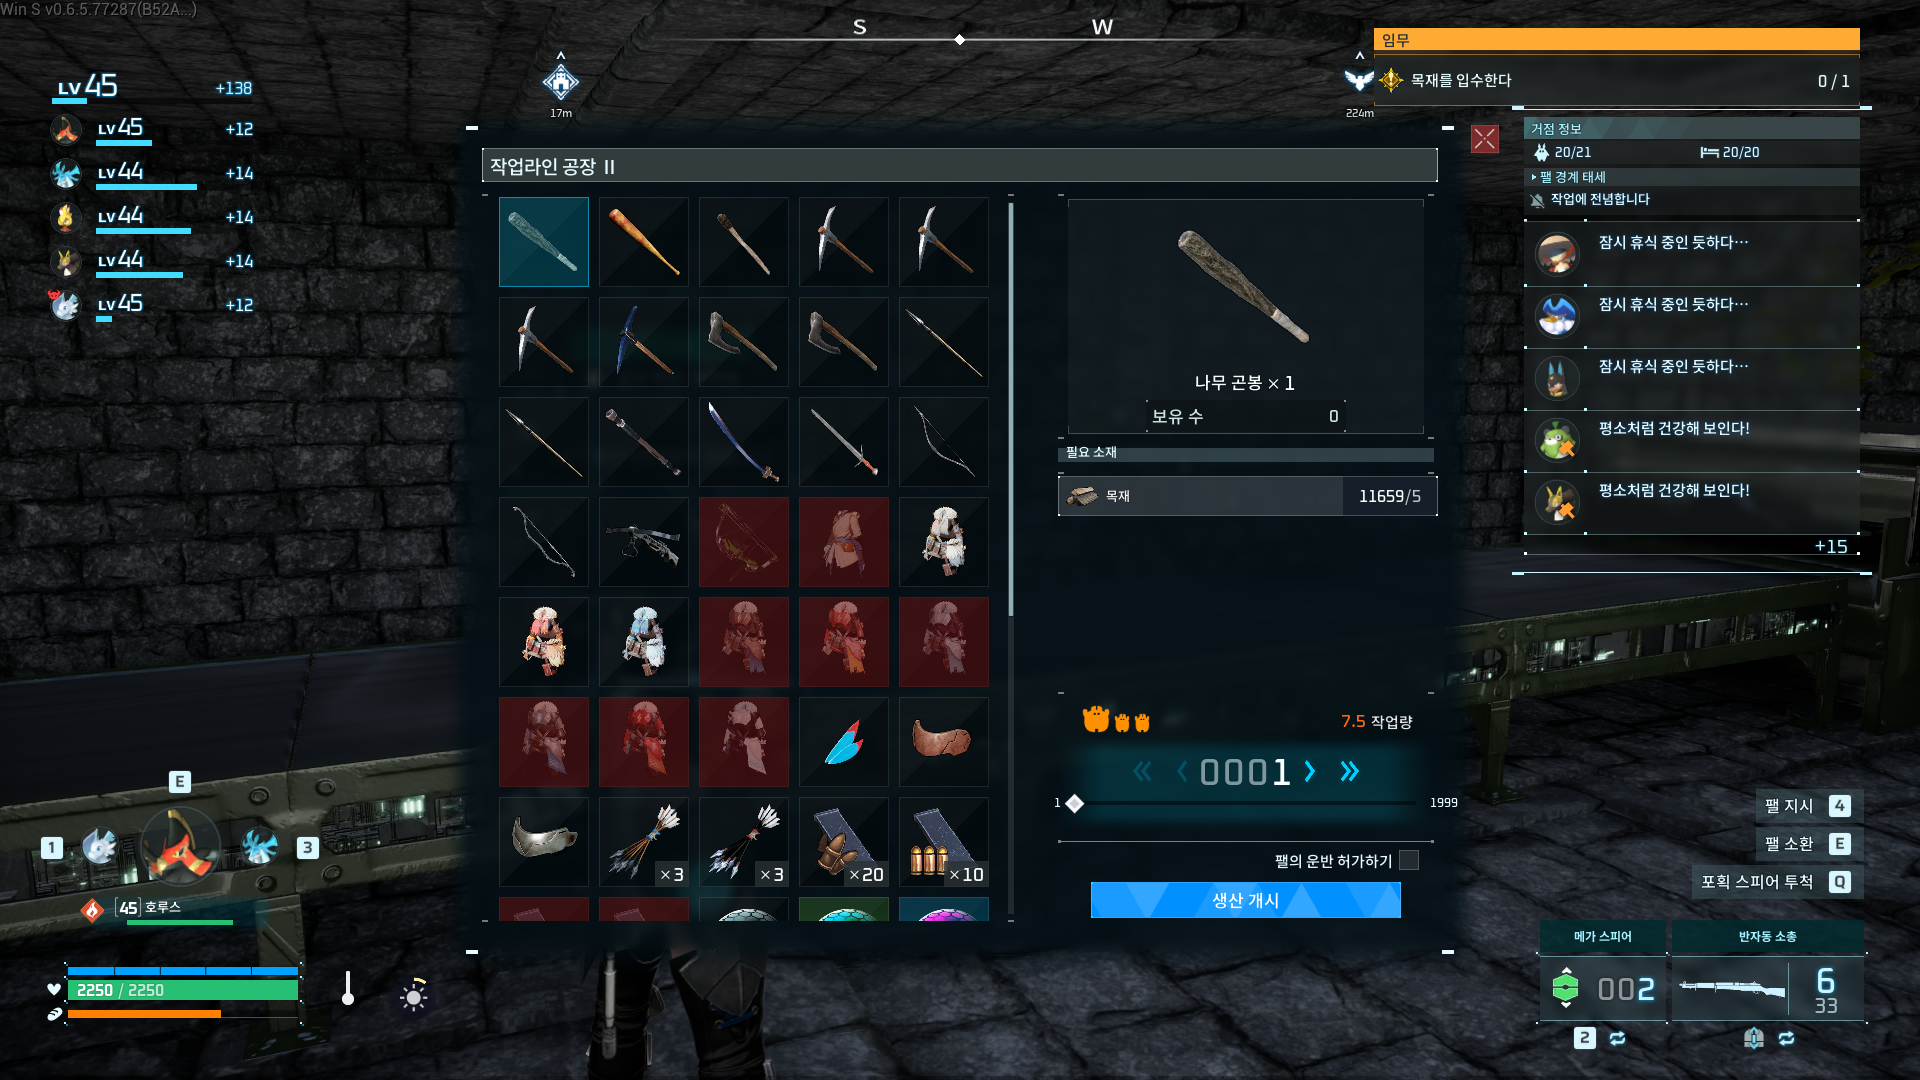 Win S v0.6.5.77287(B52A...)
S
W
17m
224m
임무
목재를 입수한다
0 / 1
LV 45
+138
LV 45
+12
LV 44
+14
LV 44
+14
LV 44
+14
LV 45
+12
거점 정보
20/21
20/20
팰 경계 태세
작업에 전념합니다
잠시 휴식 중인 듯하다…
잠시 휴식 중인 듯하다…
잠시 휴식 중인 듯하다…
평소처럼 건강해 보인다!
평소처럼 건강해 보인다!
+15
작업라인 공장 II
×3
×3
×20
×10
나무 곤봉 × 1
보유 수
0
필요 소재
목재
11659/5
7.5 작업량
0001
1
1999
팰의 운반 허가하기
생산 개시
E
1
3
45 호루스
2250 / 2250
팰 지시
4
팰 소환
E
포획 스피어 투척
Q
메가 스피어
002
2
반자동 소총
6
33